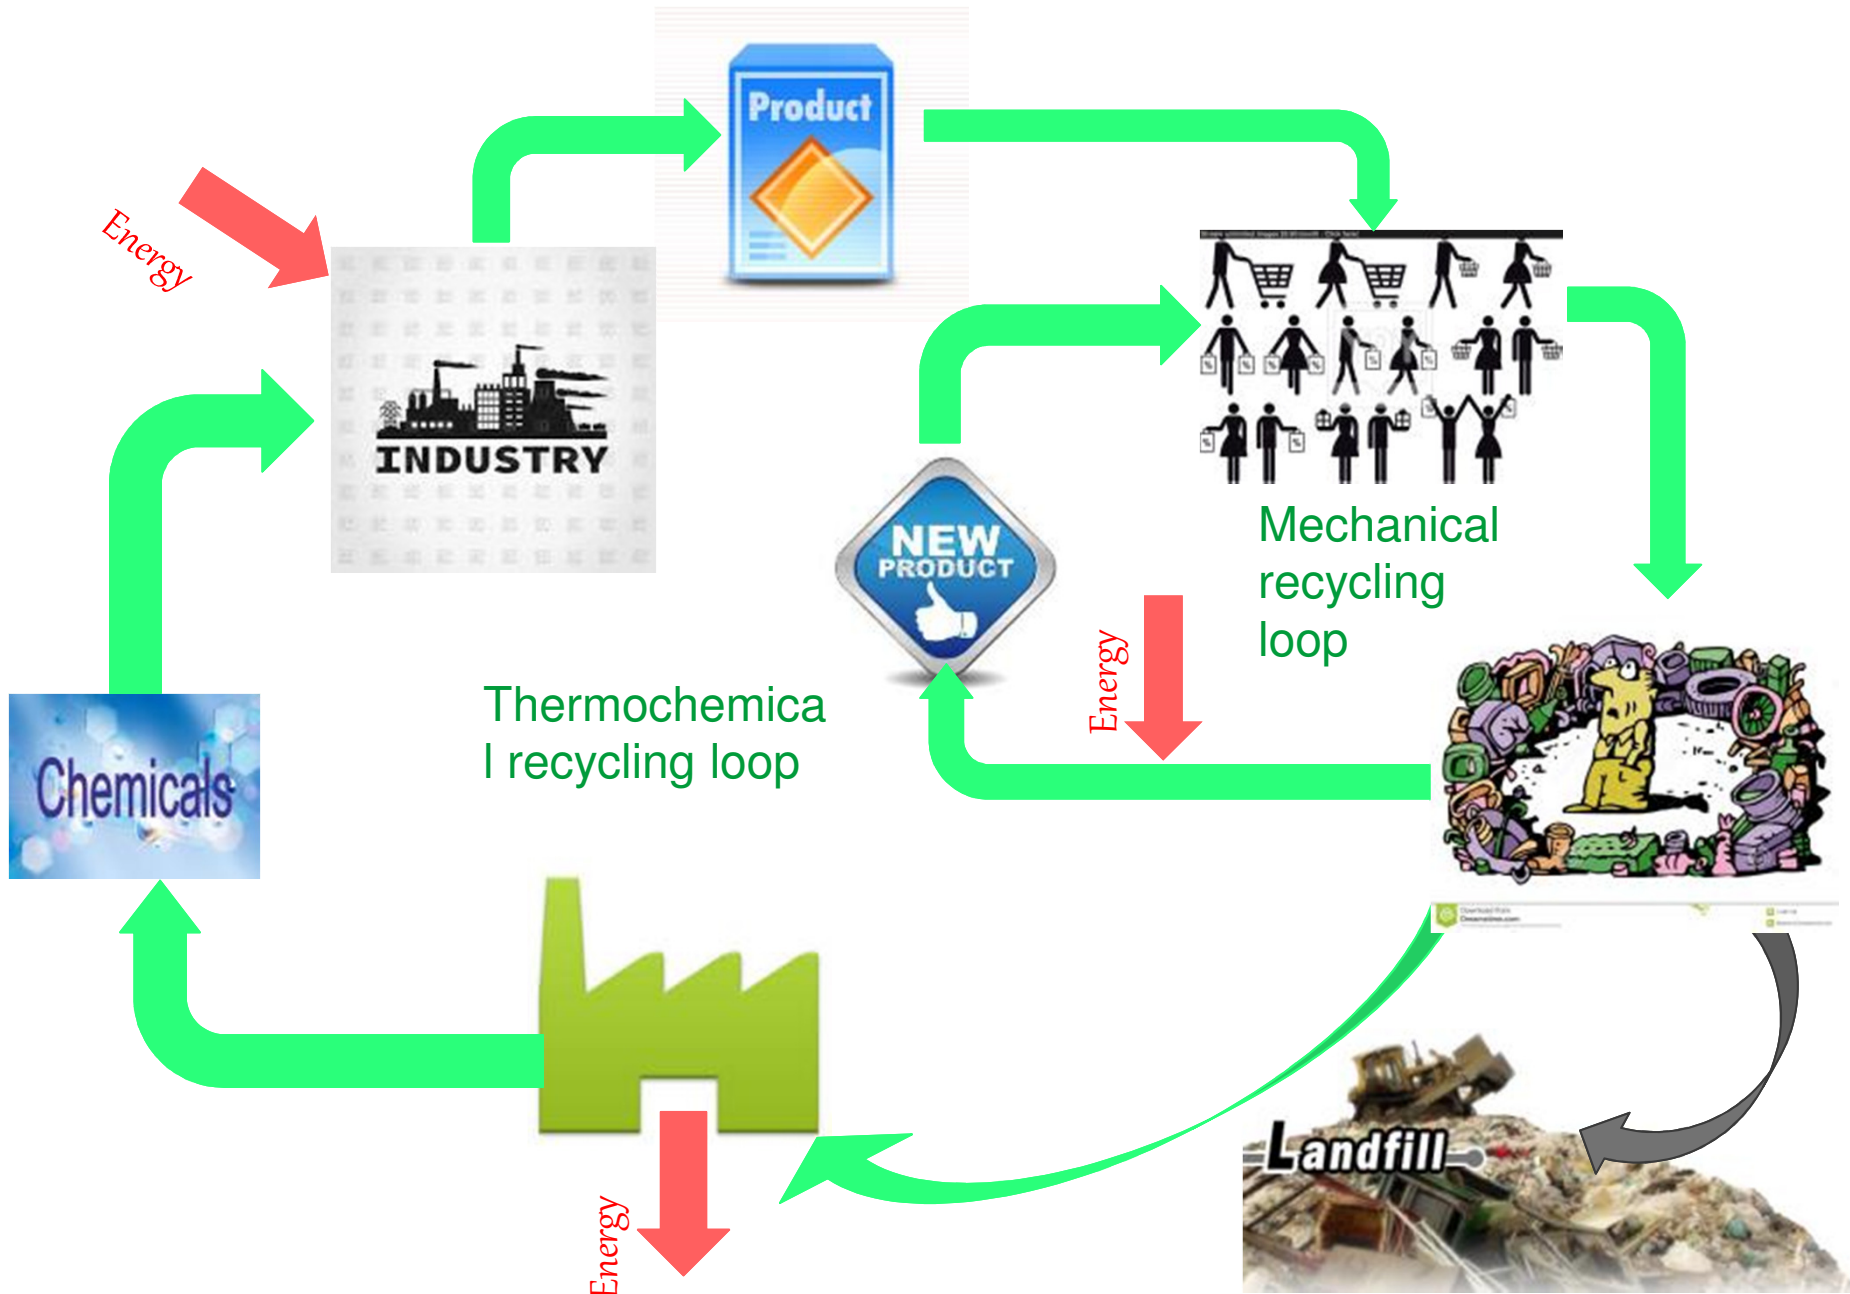 Product
Energy
INDUSTRY
NEW
PRODUCT
Mechanical
recycling
loop
Energy
Thermochemica
l recycling loop
Chemicals
Landfill
Energy